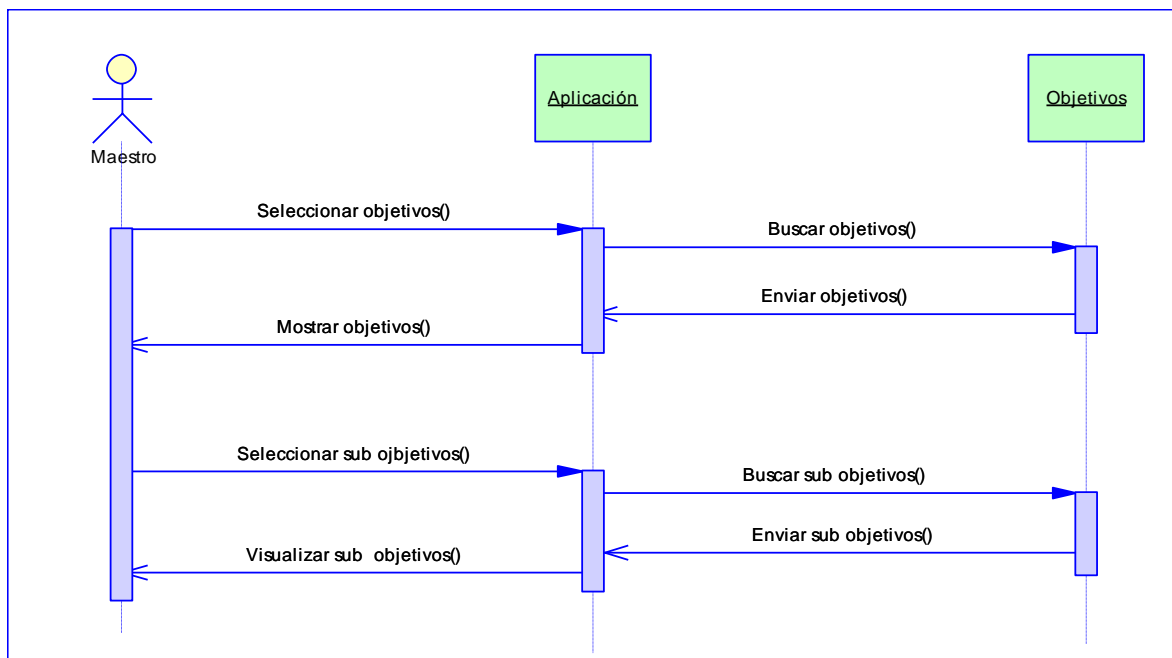 Aplicación
Objetivos
Maestro
Seleccionar objetivos()
Buscar objetivos()
Enviar objetivos()
Mostrar objetivos()
Seleccionar sub ojbjetivos()
Buscar sub objetivos()
Enviar sub objetivos()
Visualizar sub objetivos()